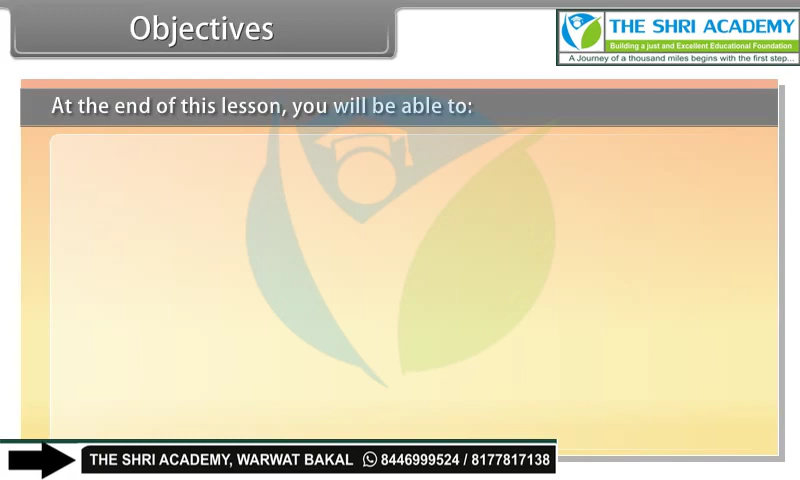 Objectives
THE SHRI ACADEMY
Building a just and Excellent Educational Foundation
A Journey of a thousand miles begins with the first step...
At the end of this lesson, you will be able to:
THE SHRI ACADEMY, WARWAT BAKAL 8446999524 / 8177817138